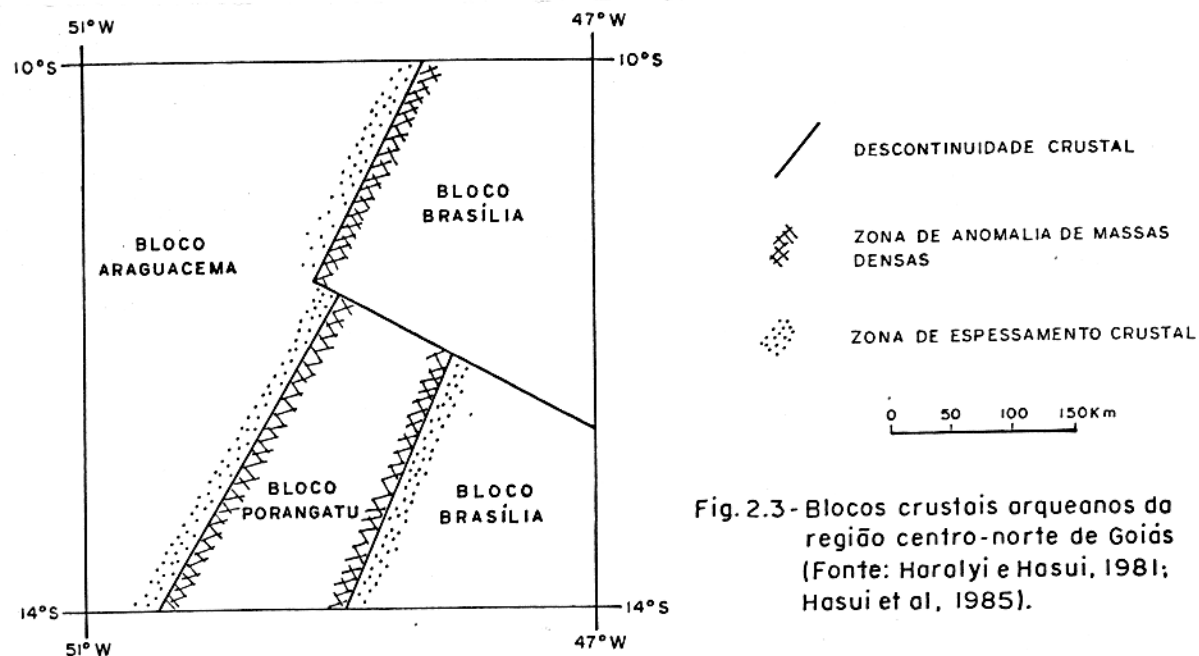 51°W
47°W
10°S
10°S
BLOCO
BRASÍLIA
BLOCO
ARAGUACEMA
BLOCO
PORANGATU
BLOCO
BRASÍLIA
14°S
14°S
51°W
47°W
DESCONTINUIDADE CRUSTAL
ZONA DE ANOMALIA DE MASSAS
DENSAS
ZONA DE ESPESSAMENTO CRUSTAL
0 50 100 150Km
Fig. 2.3- Blocos crustais arqueanos da
região centro-norte de Goiás
(Fonte: Haralyi e Hasui, 1981;
Hasui et al, 1985).